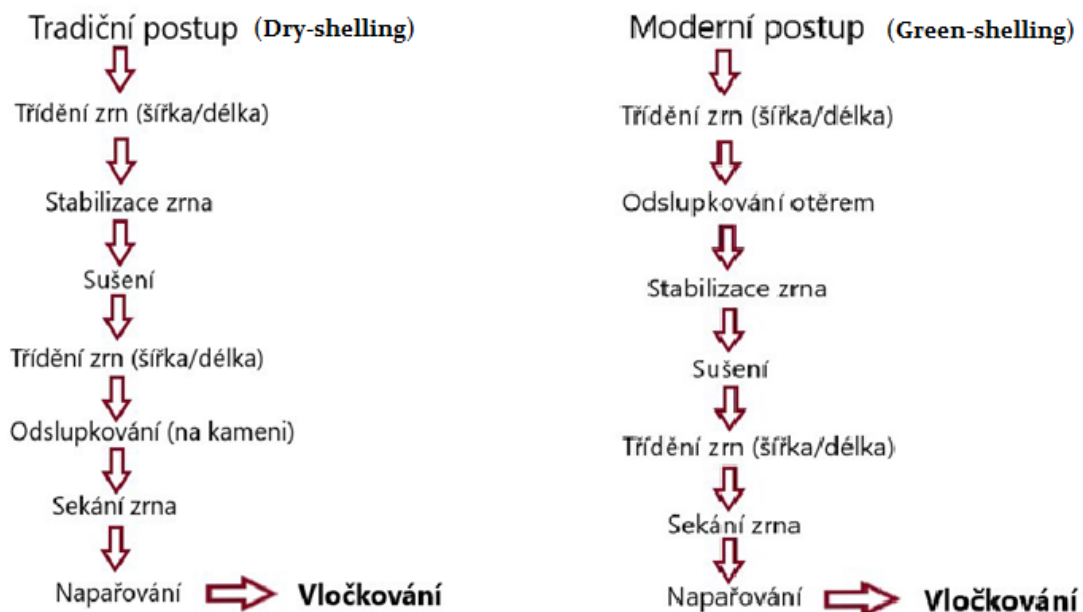 Tradiční postup (Dry-shelling)
Třídění zrn (šířka/délka)
Stabilizace zrna
Sušení
Třídění zrn (šířka/délka)
Odslupkování (na kameni)
Sekání zrna
Napařování
Vločkování
Moderní postup (Green-shelling)
Třídění zrn (šířka/délka)
Odslupkování otěrem
Stabilizace zrna
Sušení
Třídění zrn (šířka/délka)
Sekání zrna
Napařování
Vločkování